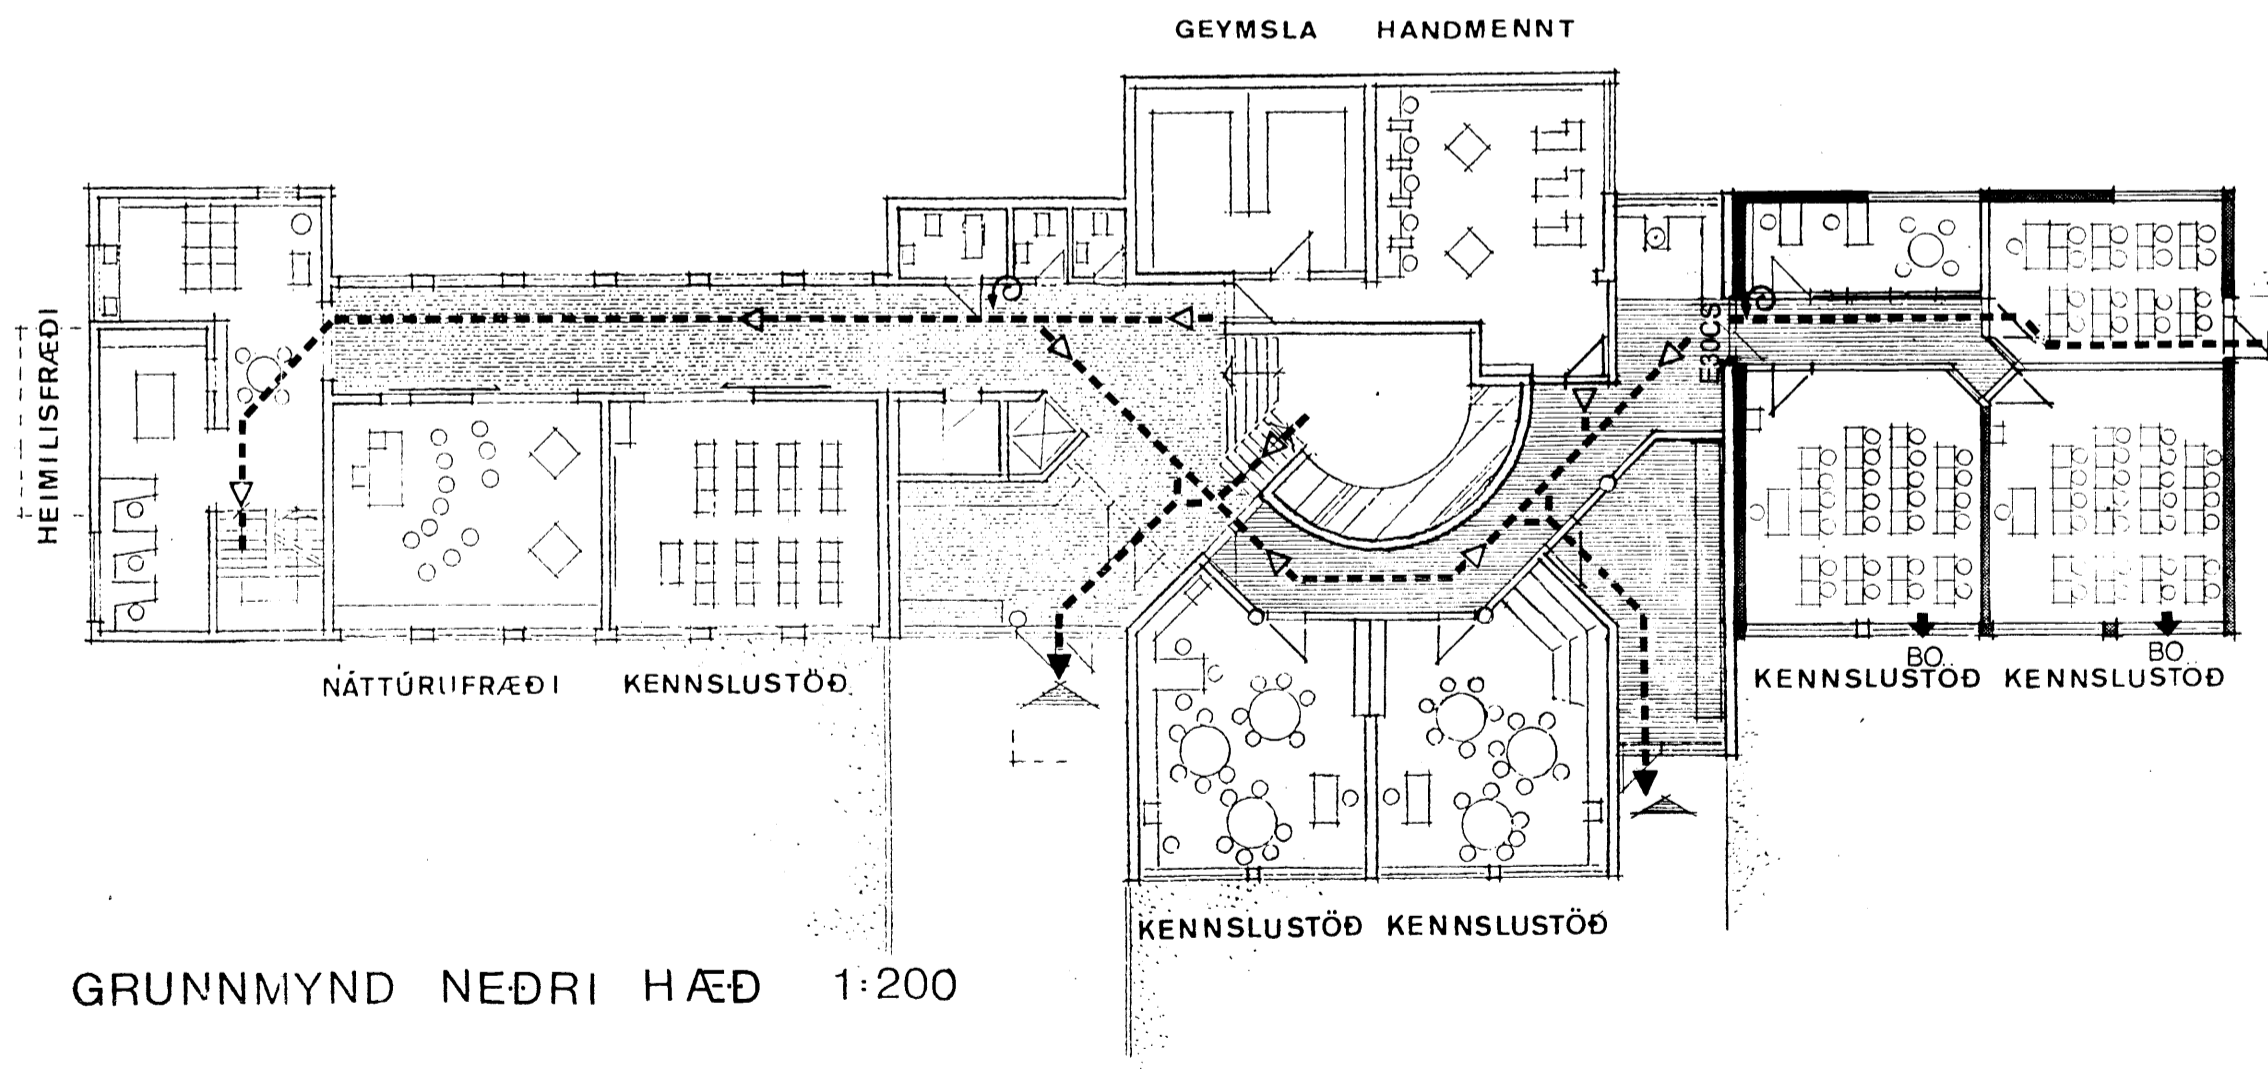 GEYMSLA HANDMENNT
HEIMILISFRÆÐI
E30CS
NÁTTÚRUFRÆÐI KENNSLUSTÖÐ
BO
BO
KENNSLUSTÖÐ KENNSLUSTÖÐ
KENNSLUSTÖÐ KENNSLUSTÖÐ
GRUNNMYND NEÐRI HÆÐ 1:200